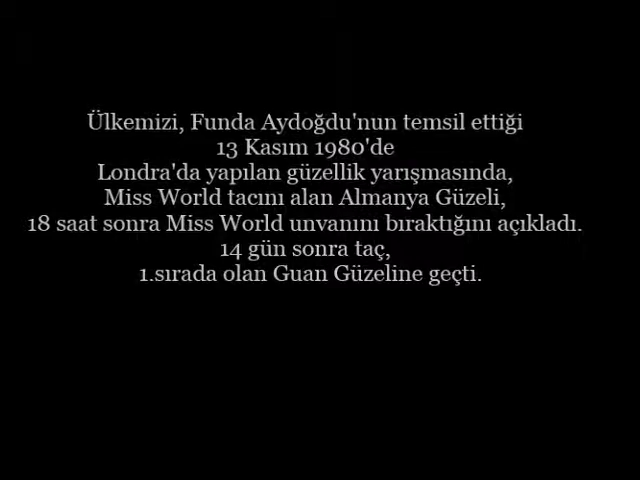 Ülkemizi, Funda Aydoğdu'nun temsil ettiği
13 Kasım 1980'de
Londra'da yapılan güzellik yarışmasında,
Miss World tacını alan Almanya Güzeli,
18 saat sonra Miss World unvanını bıraktığını açıkladı.
14 gün sonra taç,
1.sırada olan Guan Güzeline geçti.